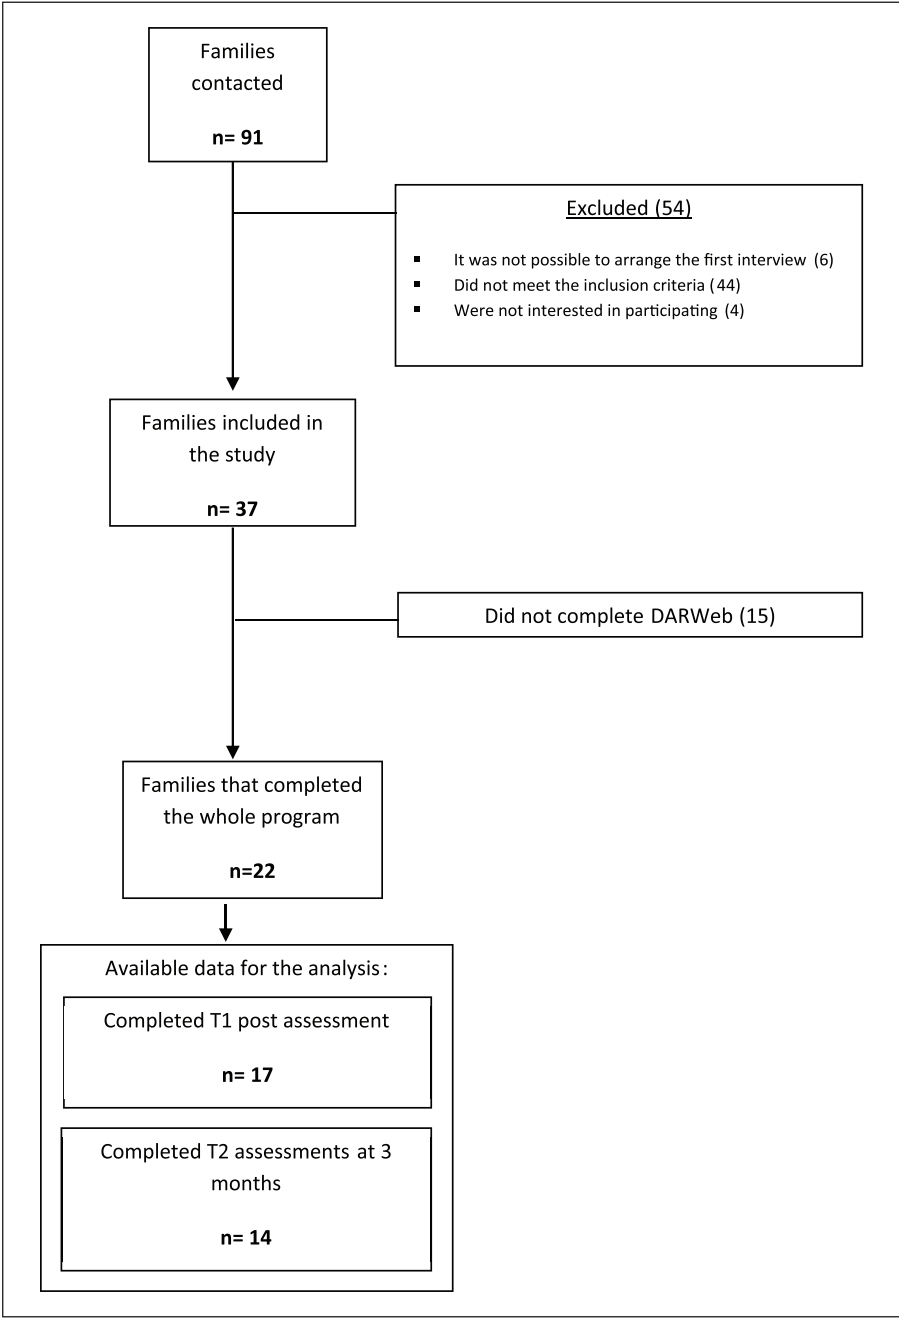 Families
contacted
n= 91
Excluded (54)
▪ It was not possible to arrange the first interview (6)
▪ Did not meet the inclusion criteria (44)
▪ Were not interested in participating (4)
Families included in
the study
n= 37
Did not complete DARWeb (15)
Families that completed
the whole program
n=22
Available data for the analysis:
Completed T1 post assessment
n= 17
Completed T2 assessments at 3
months
n= 14